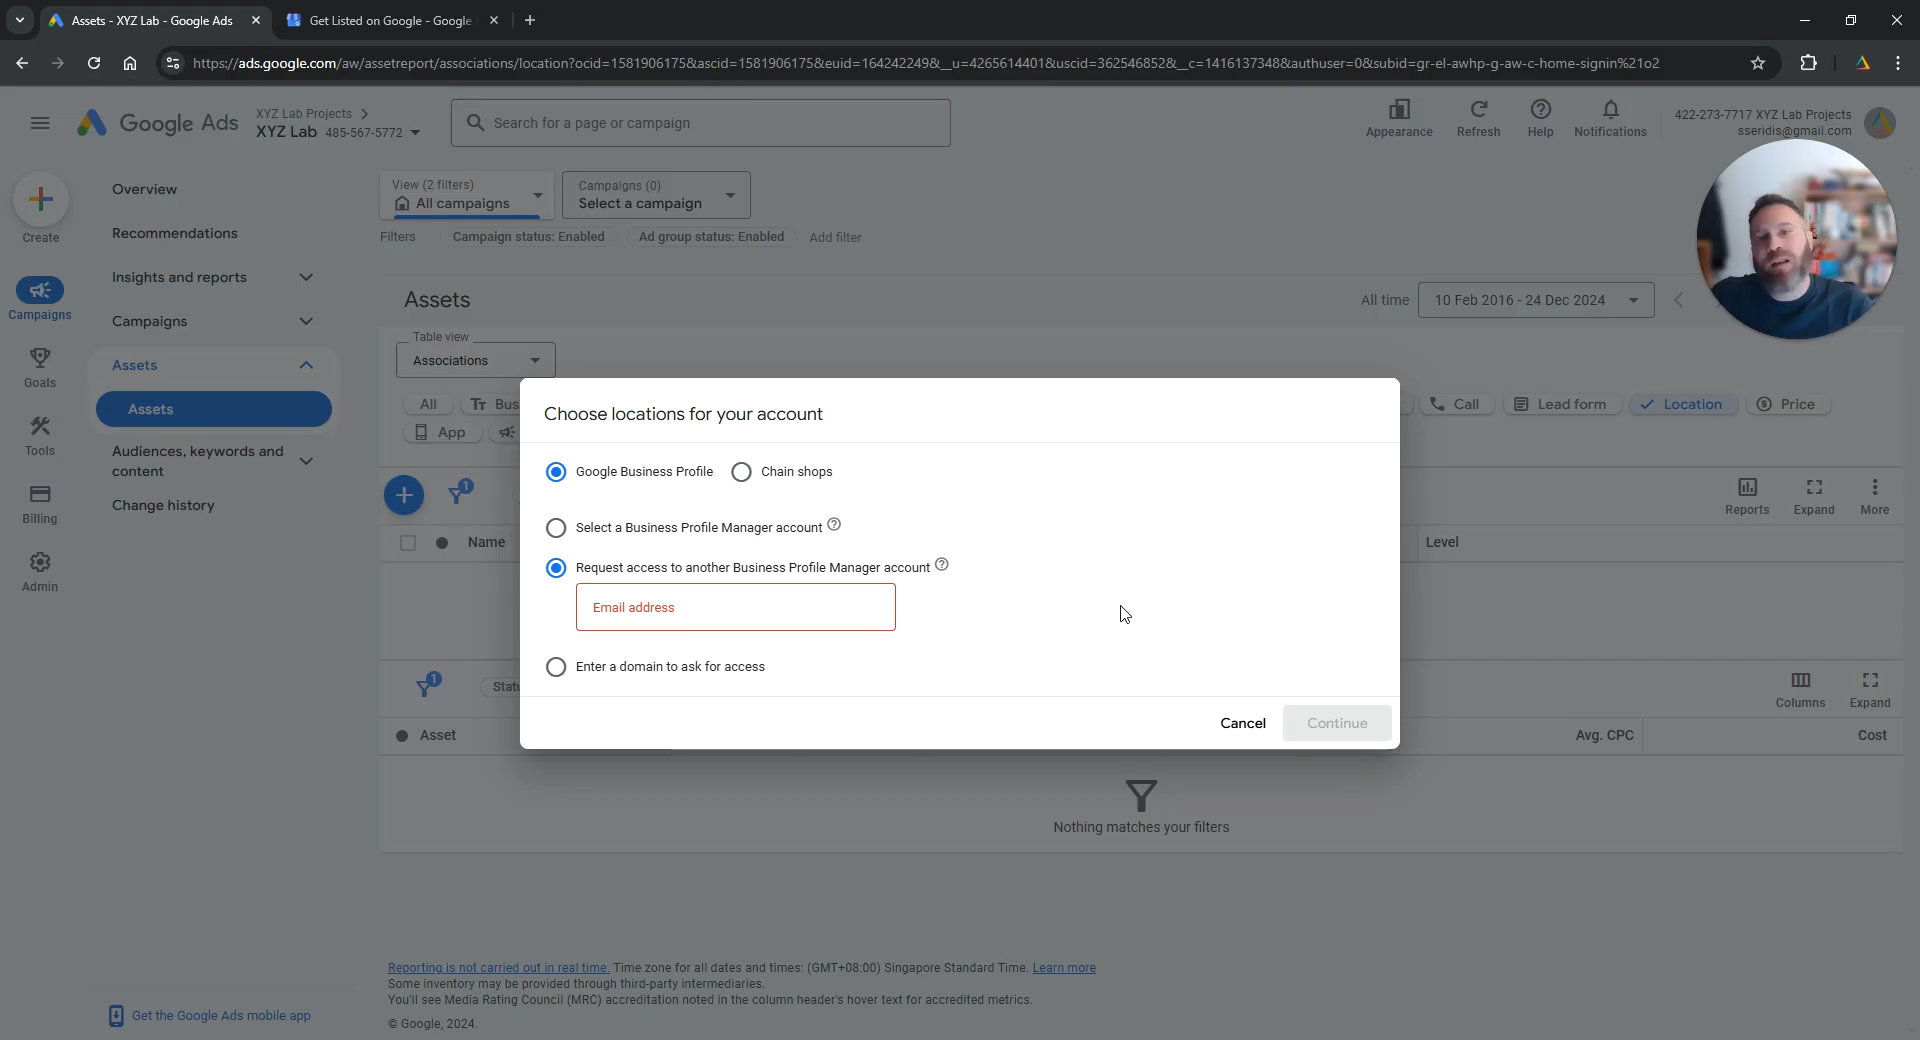 Assets - XYZ Lab - Google Ads
Get Listed on Google - Google
https://ads.google.com/aw/assetreport/associations/location?ocid=1581906175&ascid=1581906175&euid=164242249&__u=4265614401&uscid=362546852&__c=1416137348&authuser=0&subid=gr-el-awhp-g-aw-c-home-signin%21o2
Google Ads
XYZ Lab Projects
XYZ Lab 485-567-5772
Search for a page or campaign
Appearance
Refresh
Help
Notifications
422-273-7717 XYZ Lab Projects
sseridis@gmail.com
Create
Campaigns
Goals
Tools
Billing
Admin
Overview
Recommendations
Insights and reports
Campaigns
Assets
Assets
Audiences, keywords and
content
Change history
Get the Google Ads mobile app
View (2 filters)
All campaigns
Campaigns (0)
Select a campaign
Filters
Campaign status: Enabled
Ad group status: Enabled
Add filter
Assets
All time
10 Feb 2016 - 24 Dec 2024
Table view
Associations
All
Tт Bus
Call
Lead form
Location
Price
App
1
Reports
Expand
More
Name
Level
Choose locations for your account
Google Business Profile
Chain shops
Select a Business Profile Manager account
Request access to another Business Profile Manager account
Email address
Enter a domain to ask for access
Cancel
Continue
1
Statu
Columns
Expand
Asset
Avg. CPC
Cost
Nothing matches your filters
Reporting is not carried out in real time. Time zone for all dates and times: (GMT+08:00) Singapore Standard Time. Learn more
Some inventory may be provided through third-party intermediaries.
You'll see Media Rating Council (MRC) accreditation noted in the column header's hover text for accredited metrics.
© Google, 2024.